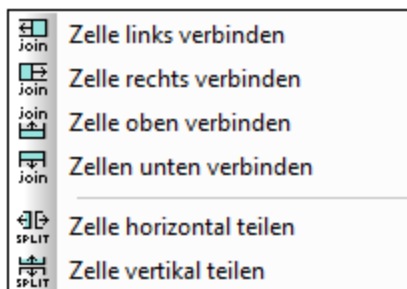 join Zelle links verbinden
join Zelle rechts verbinden
join Zelle oben verbinden
join Zellen unten verbinden
SPLIT Zelle horizontal teilen
SPLIT Zelle vertikal teilen